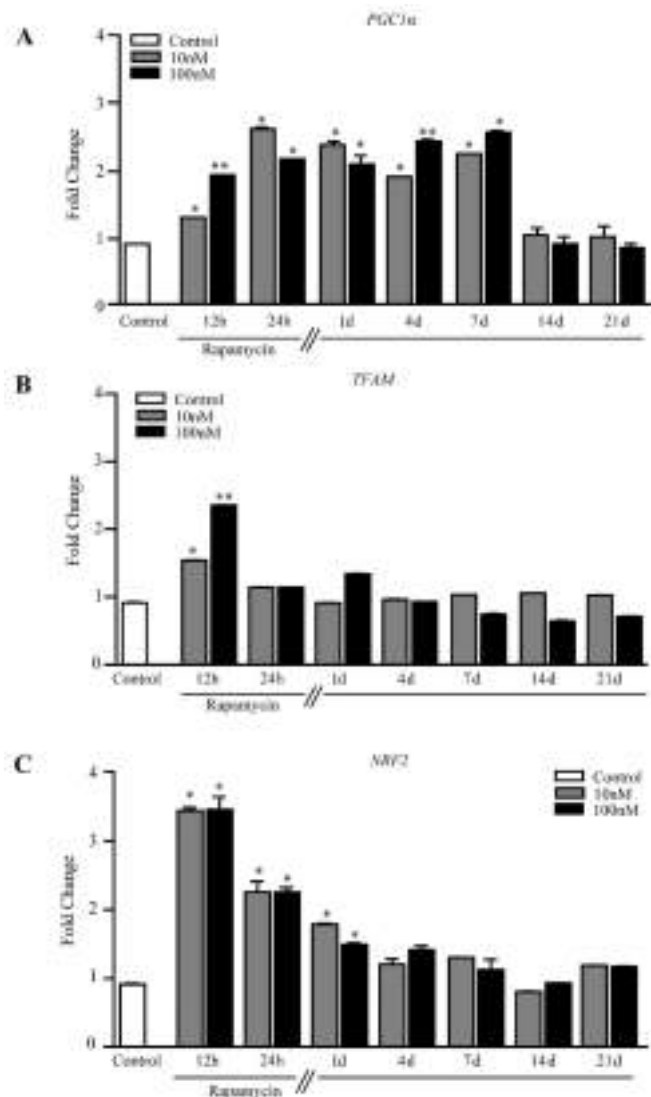 A
PGC1α
Control
10nM
100nM
Fold Change
4
3
2
1
0
* ** * * * * * ** * *
Control 12h 24h 1d 4d 7d 14d 21d
Rapamycin
B
TFAM
Control
10nM
100nM
Fold Change
4
3
2
1
0
* **
Control 12h 24h 1d 4d 7d 14d 21d
Rapamycin
C
NRF2
Control
10nM
100nM
Fold Change
4
3
2
1
0
* * * * * *
Control 12h 24h 1d 4d 7d 14d 21d
Rapamycin